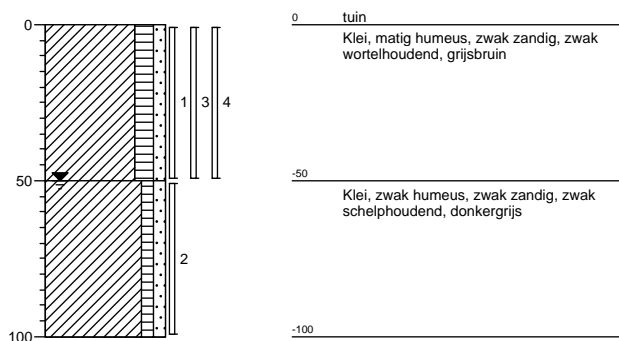 0
1
3
4
50
2
100
0
tuin
Klei, matig humeus, zwak zandig, zwak
wortelhoudend, grijsbruin
-50
Klei, zwak humeus, zwak zandig, zwak
schelphoudend, donkergrijs
-100